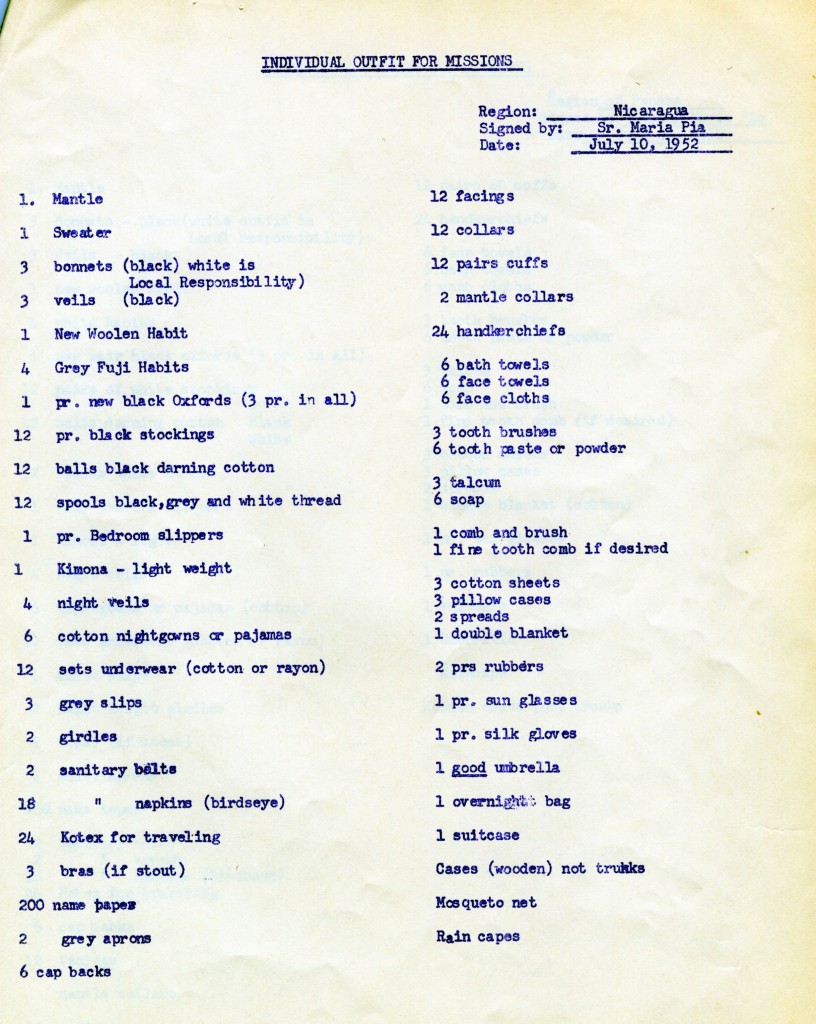 INDIVIDUAL OUTFIT FOR MISSIONS
Region: Nicaragua
Signed by: Sr. Maria Pia
Date: July 10, 1952
1. Mantle
1 Sweater
3 bonnets (black) white is
Local Responsibility)
3 veils (black)
1 New Woolen Habit
4 Grey Fuji Habits
1 pr. new black Oxfords (3 pr. in all)
12 pr. black stockings
12 balls black darning cotton
12 spools black,grey and white thread
1 pr. Bedroom slippers
1 Kimona - light weight
4 night veils
6 cotton nightgowns or pajamas
12 sets underwear (cotton or rayon)
3 grey slips
2 girdles
2 sanitary belts
18 " napkins (birdseye)
24 Kotex for traveling
3 bras (if stout)
200 name tapes
2 grey aprons
6 cap backs
12 facings
12 collars
12 pairs cuffs
2 mantle collars
24 handkerchiefs
6 bath towels
6 face towels
6 face cloths
3 tooth brushes
6 tooth paste or powder
3 talcum
6 soap
1 comb and brush
1 fine tooth comb if desired
3 cotton sheets
3 pillow cases
2 spreads
1 double blanket
2 prs rubbers
1 pr. sun glasses
1 pr. silk gloves
1 good umbrella
1 overnight bag
1 suitcase
Cases (wooden) not trukks
Mosqueto net
Rain capes